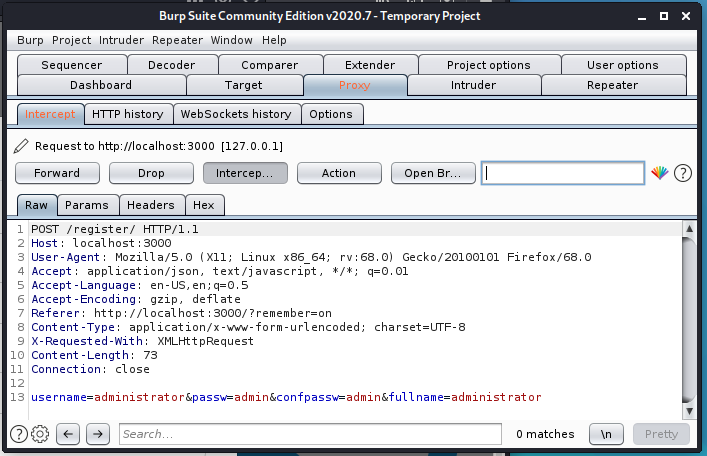 Burp Suite Community Edition v2020.7 - Temporary Project
Burp Project Intruder Repeater Window Help
Sequencer Decoder Comparer Extender Project options User options
Dashboard Target Proxy Intruder Repeater
Intercept HTTP history WebSockets history Options
Request to http://localhost:3000 [127.0.0.1]
Forward Drop Intercep... Action Open Br... ?
Raw Params Headers Hex
1 POST /register/ HTTP/1.1
2 Host: localhost:3000
3 User-Agent: Mozilla/5.0 (X11; Linux x86_64; rv:68.0) Gecko/20100101 Firefox/68.0
4 Accept: application/json, text/javascript, */*; q=0.01
5 Accept-Language: en-US,en;q=0.5
6 Accept-Encoding: gzip, deflate
7 Referer: http://localhost:3000/?remember=on
8 Content-Type: application/x-www-form-urlencoded; charset=UTF-8
9 X-Requested-With: XMLHttpRequest
10 Content-Length: 73
11 Connection: close
12
13 username=administrator&passw=admin&confpassw=admin&fullname=administrator
? Search... 0 matches \n Pretty